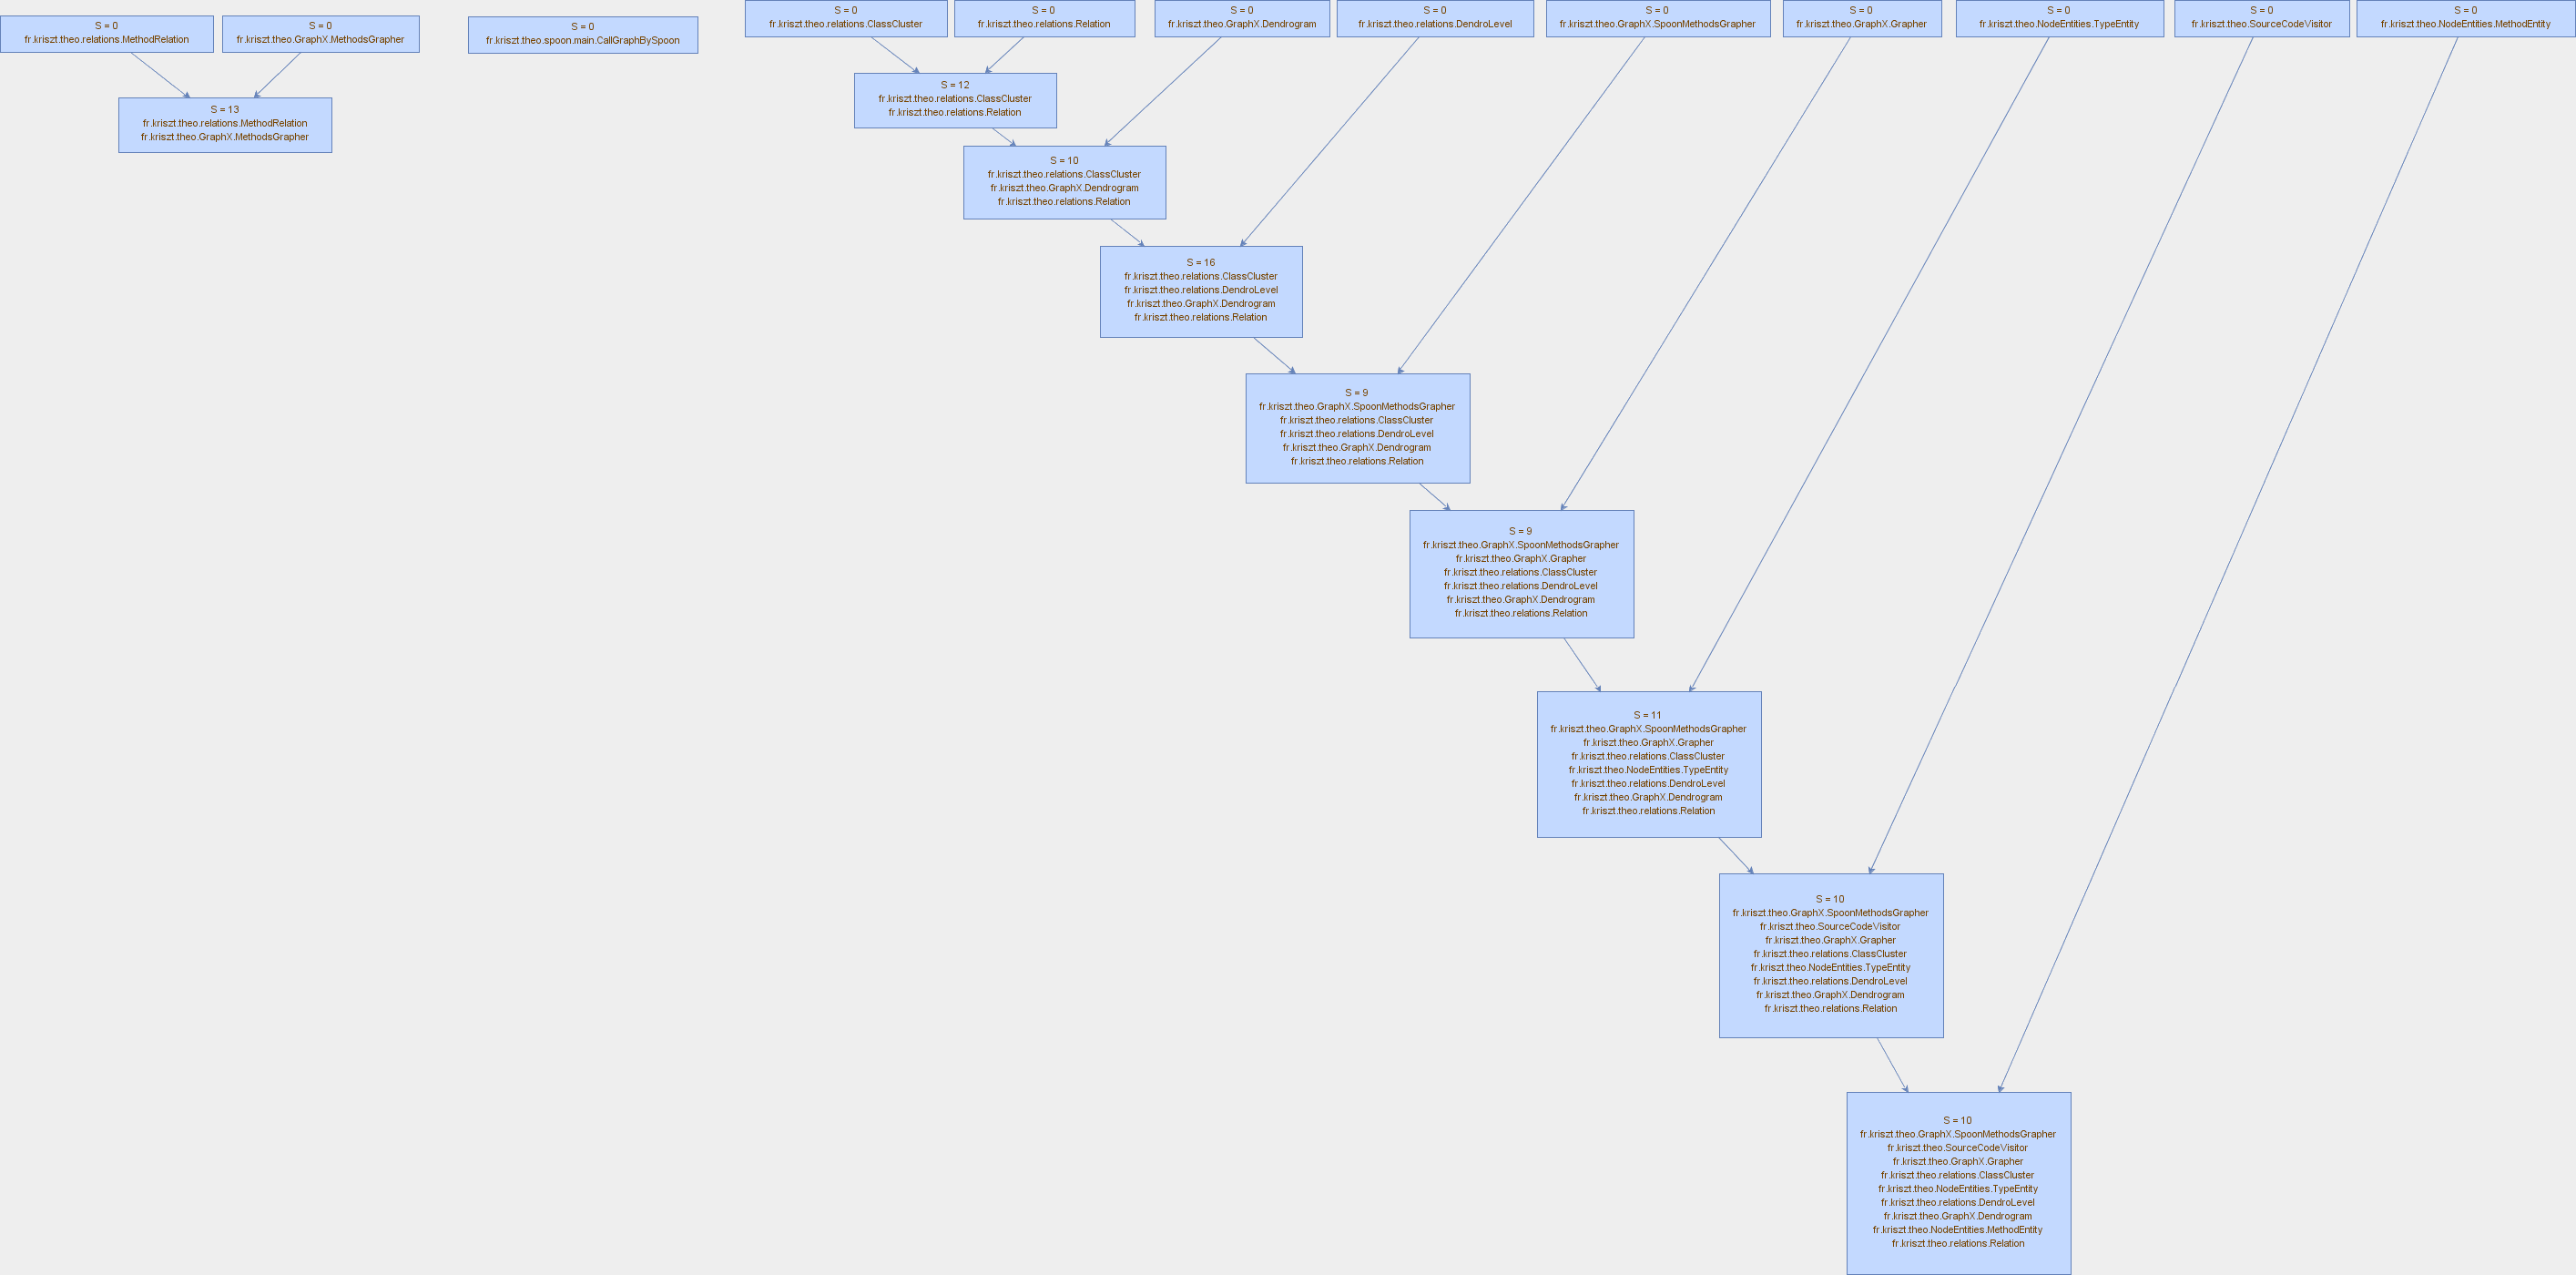 S = 0
fr.kriszt.theo.relations.MethodRelation
S = 0
fr.kriszt.theo.GraphX.MethodsGrapher
S = 0
fr.kriszt.theo.spoon.main.CallGraphBySpoon
S = 0
fr.kriszt.theo.relations.ClassCluster
S = 0
fr.kriszt.theo.relations.Relation
S = 0
fr.kriszt.theo.GraphX.Dendrogram
S = 0
fr.kriszt.theo.relations.DendroLevel
S = 0
fr.kriszt.theo.GraphX.SpoonMethodsGrapher
S = 0
fr.kriszt.theo.GraphX.Grapher
S = 0
fr.kriszt.theo.NodeEntities.TypeEntity
S = 0
fr.kriszt.theo.SourceCodeVisitor
S = 0
fr.kriszt.theo.NodeEntities.MethodEntity
S = 13
fr.kriszt.theo.relations.MethodRelation
fr.kriszt.theo.GraphX.MethodsGrapher
S = 12
fr.kriszt.theo.relations.ClassCluster
fr.kriszt.theo.relations.Relation
S = 10
fr.kriszt.theo.relations.ClassCluster
fr.kriszt.theo.GraphX.Dendrogram
fr.kriszt.theo.relations.Relation
S = 16
fr.kriszt.theo.relations.ClassCluster
fr.kriszt.theo.relations.DendroLevel
fr.kriszt.theo.GraphX.Dendrogram
fr.kriszt.theo.relations.Relation
S = 9
fr.kriszt.theo.GraphX.SpoonMethodsGrapher
fr.kriszt.theo.relations.ClassCluster
fr.kriszt.theo.relations.DendroLevel
fr.kriszt.theo.GraphX.Dendrogram
fr.kriszt.theo.relations.Relation
S = 9
fr.kriszt.theo.GraphX.SpoonMethodsGrapher
fr.kriszt.theo.GraphX.Grapher
fr.kriszt.theo.relations.ClassCluster
fr.kriszt.theo.relations.DendroLevel
fr.kriszt.theo.GraphX.Dendrogram
fr.kriszt.theo.relations.Relation
S = 11
fr.kriszt.theo.GraphX.SpoonMethodsGrapher
fr.kriszt.theo.GraphX.Grapher
fr.kriszt.theo.relations.ClassCluster
fr.kriszt.theo.NodeEntities.TypeEntity
fr.kriszt.theo.relations.DendroLevel
fr.kriszt.theo.GraphX.Dendrogram
fr.kriszt.theo.relations.Relation
S = 10
fr.kriszt.theo.GraphX.SpoonMethodsGrapher
fr.kriszt.theo.SourceCodeVisitor
fr.kriszt.theo.GraphX.Grapher
fr.kriszt.theo.relations.ClassCluster
fr.kriszt.theo.NodeEntities.TypeEntity
fr.kriszt.theo.relations.DendroLevel
fr.kriszt.theo.GraphX.Dendrogram
fr.kriszt.theo.relations.Relation
S = 10
fr.kriszt.theo.GraphX.SpoonMethodsGrapher
fr.kriszt.theo.SourceCodeVisitor
fr.kriszt.theo.GraphX.Grapher
fr.kriszt.theo.relations.ClassCluster
fr.kriszt.theo.NodeEntities.TypeEntity
fr.kriszt.theo.relations.DendroLevel
fr.kriszt.theo.GraphX.Dendrogram
fr.kriszt.theo.NodeEntities.MethodEntity
fr.kriszt.theo.relations.Relation